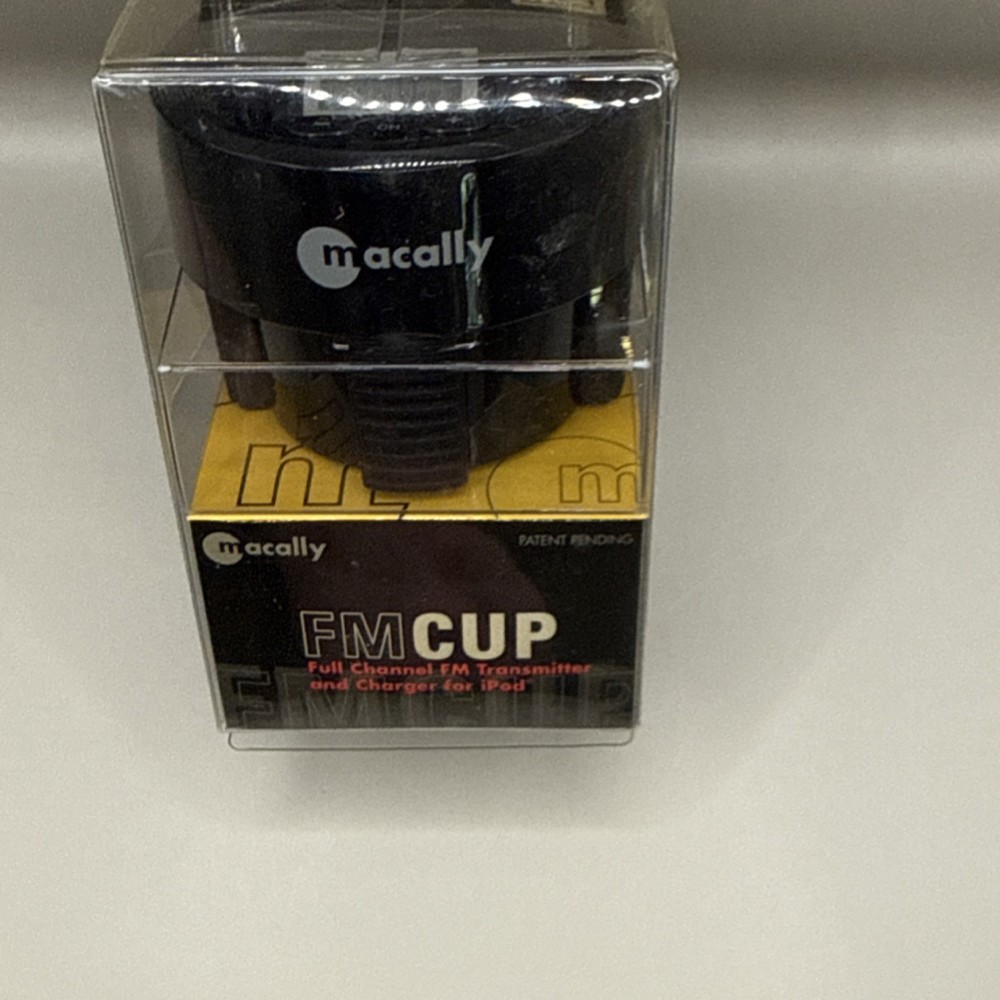 ON +
macally
m m
macally PATENT PENDING
FMCUP
Full Channel FM Transmitter
and Charger for iPod